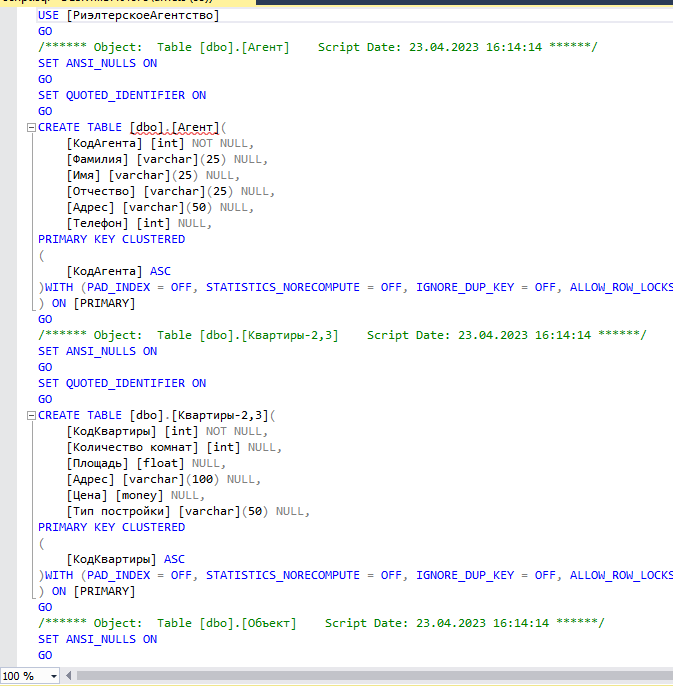 USE [РиэлтерскоеАгентство]
GO
/****** Object:  Table [dbo].[Агент]    Script Date: 23.04.2023 16:14:14 ******/
SET ANSI_NULLS ON
GO
SET QUOTED_IDENTIFIER ON
GO
CREATE TABLE [dbo].[Агент](
    [КодАгента] [int] NOT NULL,
    [Фамилия] [varchar](25) NULL,
    [Имя] [varchar](25) NULL,
    [Отчество] [varchar](25) NULL,
    [Адрес] [varchar](50) NULL,
    [Телефон] [int] NULL,
PRIMARY KEY CLUSTERED
(
    [КодАгента] ASC
)WITH (PAD_INDEX = OFF, STATISTICS_NORECOMPUTE = OFF, IGNORE_DUP_KEY = OFF, ALLOW_ROW_LOCKS
) ON [PRIMARY]
GO
/****** Object:  Table [dbo].[Квартиры-2,3]    Script Date: 23.04.2023 16:14:14 ******/
SET ANSI_NULLS ON
GO
SET QUOTED_IDENTIFIER ON
GO
CREATE TABLE [dbo].[Квартиры-2,3](
    [КодКвартиры] [int] NOT NULL,
    [Количество комнат] [int] NULL,
    [Площадь] [float] NULL,
    [Адрес] [varchar](100) NULL,
    [Цена] [money] NULL,
    [Тип постройки] [varchar](50) NULL,
PRIMARY KEY CLUSTERED
(
    [КодКвартиры] ASC
)WITH (PAD_INDEX = OFF, STATISTICS_NORECOMPUTE = OFF, IGNORE_DUP_KEY = OFF, ALLOW_ROW_LOCKS
) ON [PRIMARY]
GO
/****** Object:  Table [dbo].[Объект]    Script Date: 23.04.2023 16:14:14 ******/
SET ANSI_NULLS ON
GO
100 %